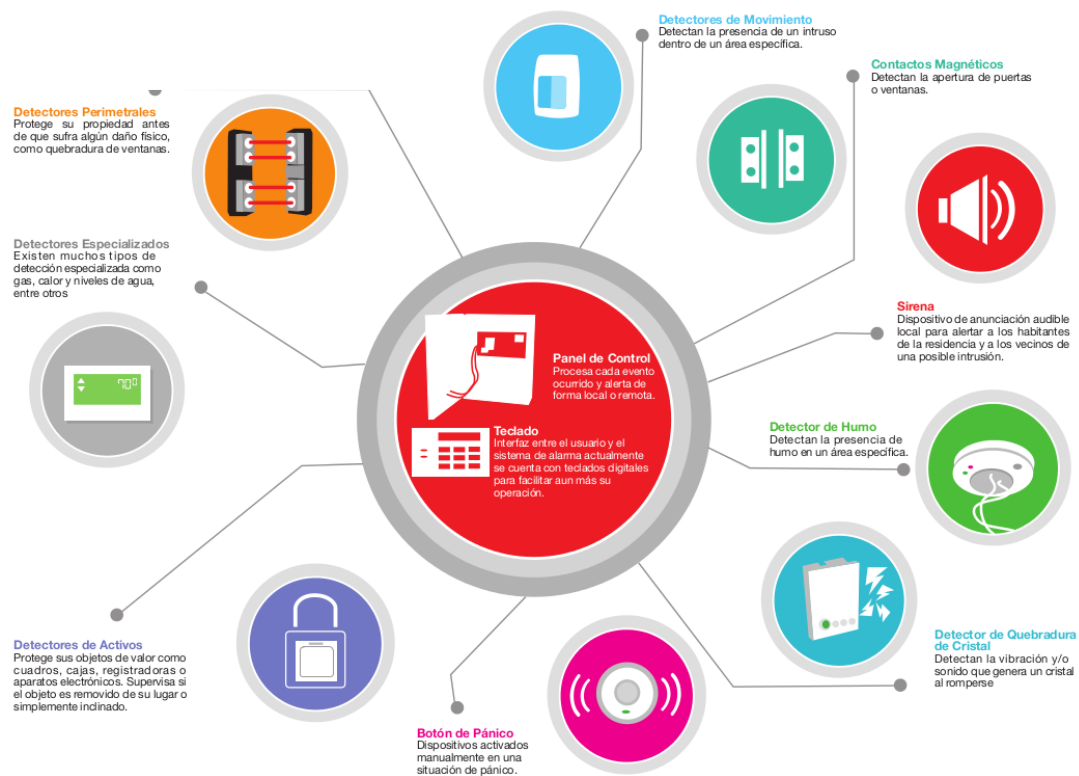 Detectores de Movimiento
Detectan la presencia de un intruso
dentro de un área específica.
Contactos Magnéticos
Detectan la apertura de puertas
o ventanas.
Detectores Perimetrales
Protege su propiedad antes
de que sufra algún daño físico,
como quebradura de ventanas.
Detectores Especializados
Existen muchos tipos de
detección especializada como
gas, calor y niveles de agua,
entre otros
Sirena
Dispositivo de anunciación audible
local para alertar a los habitantes
de la residencia y a los vecinos de
una posible intrusión.
Panel de Control
Procesa cada evento
ocurrido y alerta de
forma local o remota.
Teclado
Interfaz entre el usuario y el
sistema de alarma actualmente
se cuenta con teclados digitales
para facilitar aun más su
operación.
Detector de Humo
Detectan la presencia de
humo en un área específica.
Detector de Quebradura
de Cristal
Detectan la vibración y/o
sonido que genera un cristal
al romperse
Detectores de Activos
Protege sus objetos de valor como
cuadros, cajas, registradoras o
aparatos electrónicos. Supervisa si
el objeto es removido de su lugar o
simplemente inclinado.
Botón de Pánico
Dispositivos activados
manualmente en una
situación de pánico.